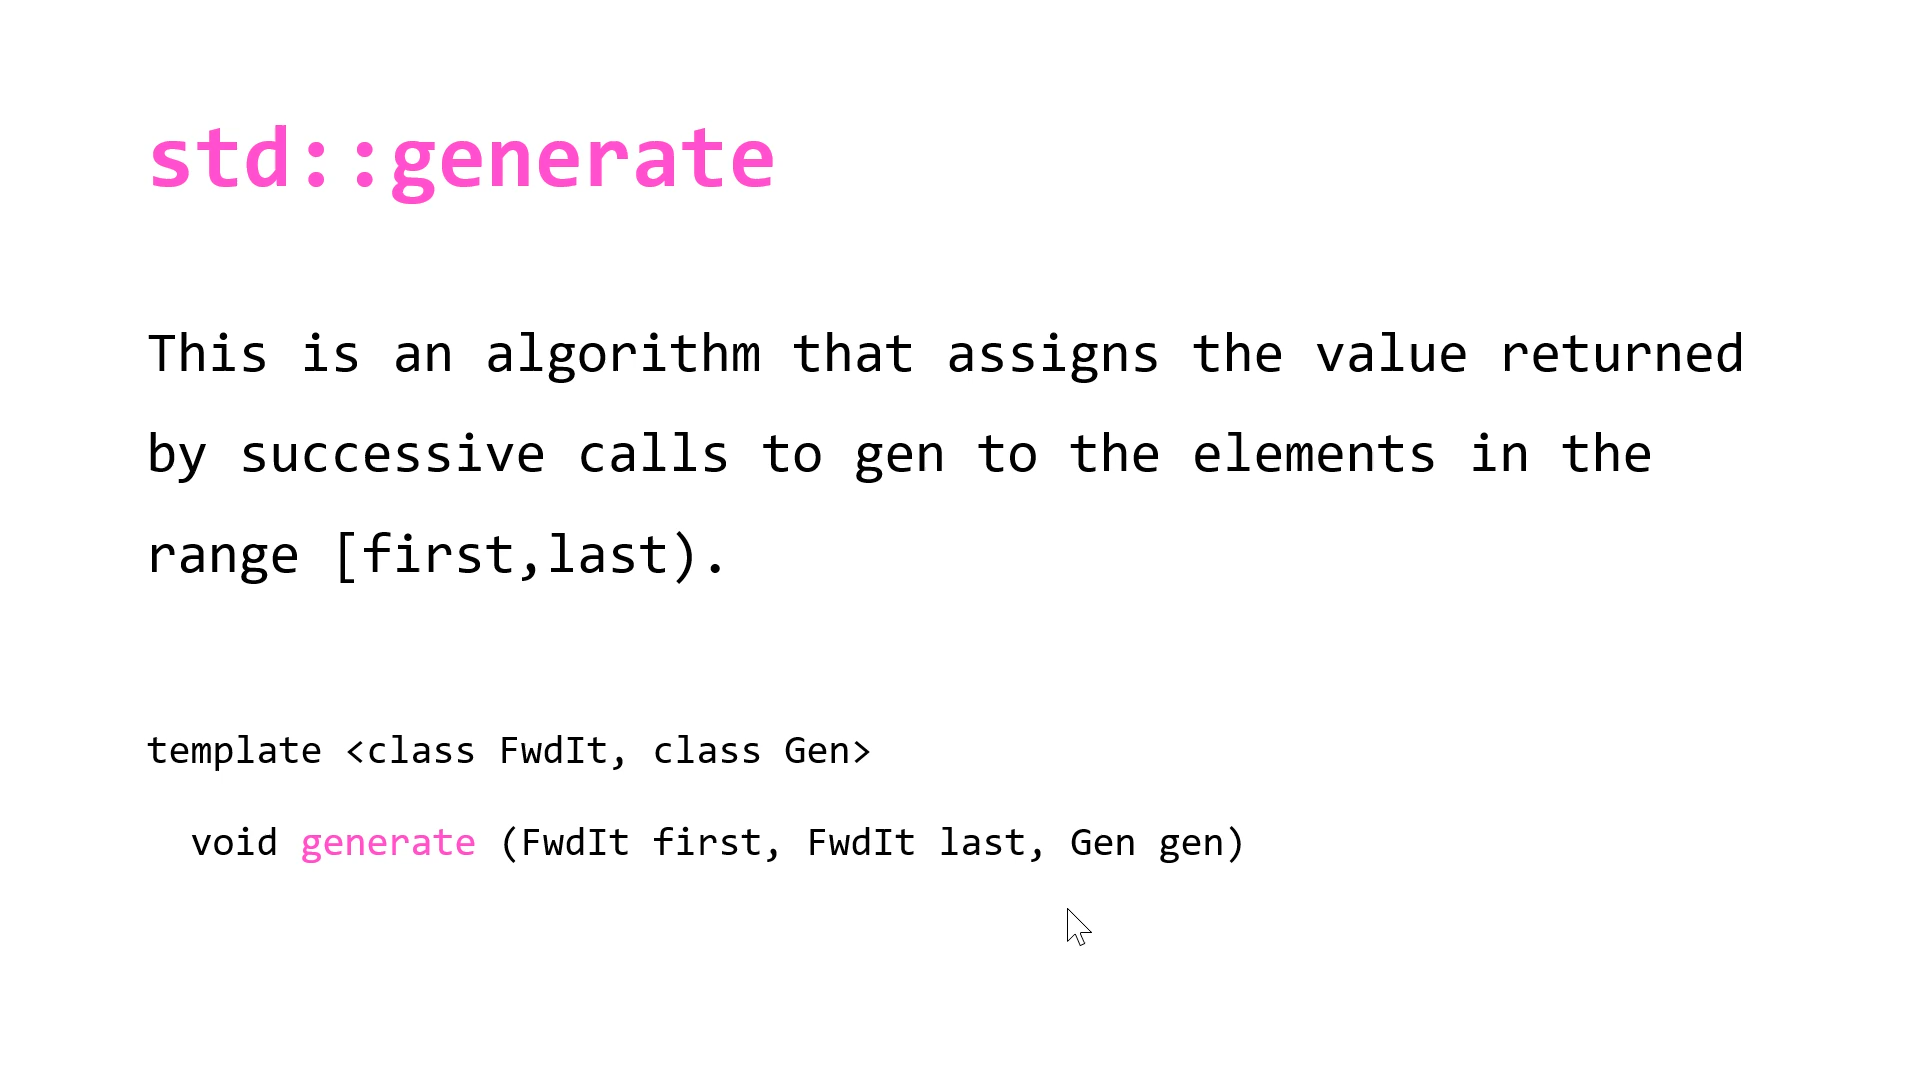 std::generate
This is an algorithm that assigns the value returned
by successive calls to gen to the elements in the
range [first,last).
template <class FwdIt, class Gen>
void generate (FwdIt first, FwdIt last, Gen gen)